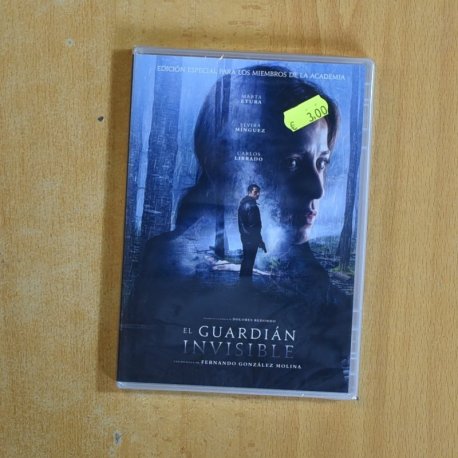 EDICIÓN ESPECIAL PARA LOS MIEMBROS DE LA ACADEMIA
MARTA
ETURA
ELVIRA
MÍNGUEZ
CARLOS
LIBRADO
€ 3,00
DOLORES REDONDO
EL GUARDIÁN
INVISIBLE
FERNANDO GONZÁLEZ MOLINA